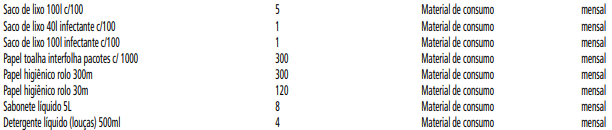 Saco de lixo 100l c/100 5 Material de consumo mensal
Saco de lixo 40l infectante c/100 1 Material de consumo mensal
Saco de lixo 100l infectante c/100 1 Material de consumo mensal
Papel toalha interfolha pacotes c/ 1000 300 Material de consumo mensal
Papel higiênico rolo 300m 300 Material de consumo mensal
Papel higiênico rolo 30m 120 Material de consumo mensal
Sabonete líquido 5L 8 Material de consumo mensal
Detergente líquido (louças) 500ml 4 Material de consumo mensal